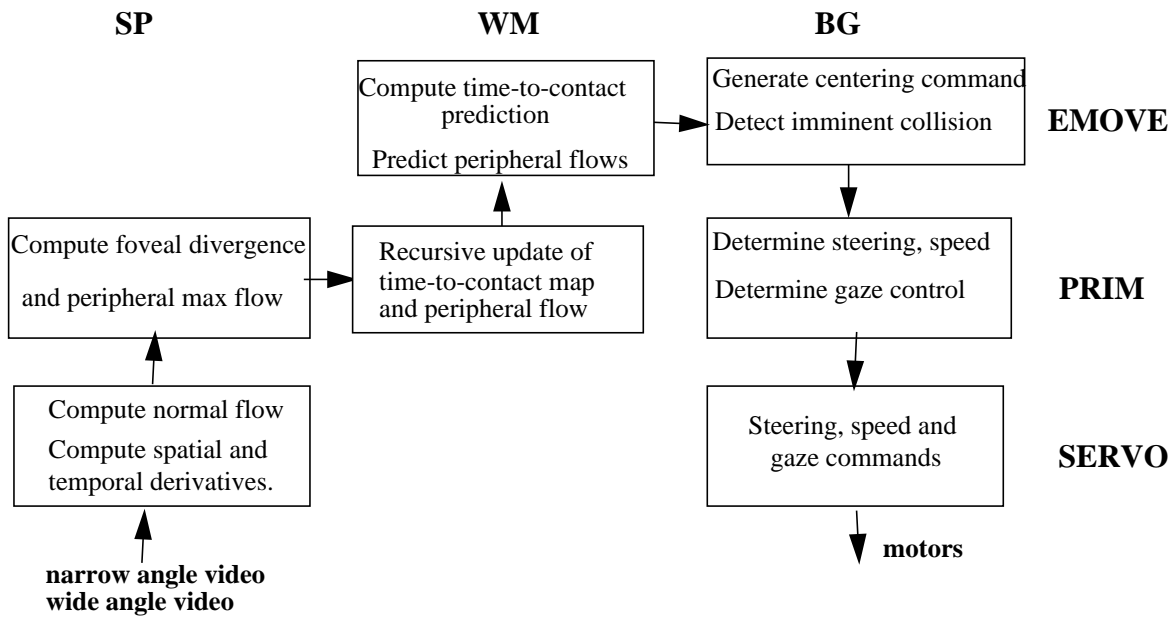 SP
WM
BG
Compute time-to-contact
prediction
Predict peripheral flows
Generate centering command
Detect imminent collision
EMOVE
Compute foveal divergence
and peripheral max flow
Recursive update of
time-to-contact map
and peripheral flow
Determine steering, speed
Determine gaze control
PRIM
Compute normal flow
Compute spatial and
temporal derivatives.
Steering, speed and
gaze commands
SERVO
narrow angle video
wide angle video
motors